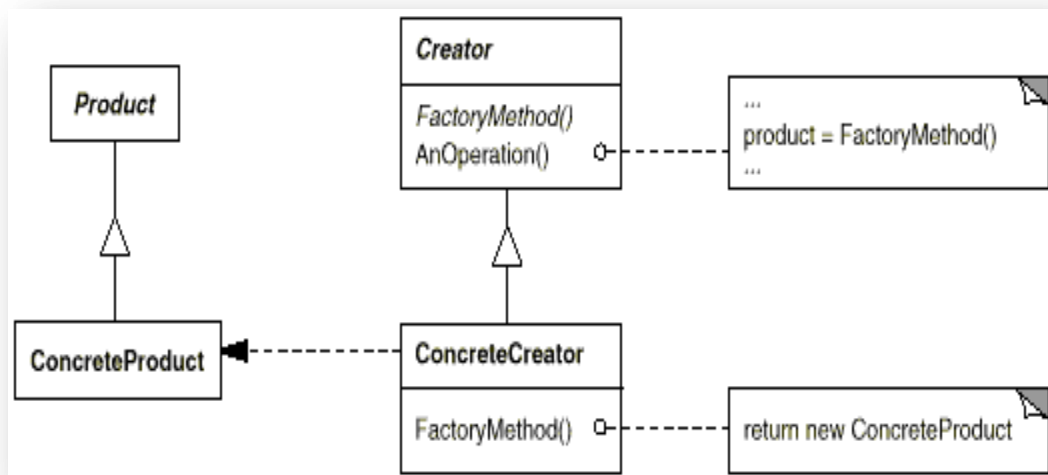 Product
Creator
FactoryMethod()
AnOperation()
...
product = FactoryMethod()
...
ConcreteProduct
ConcreteCreator
FactoryMethod()
return new ConcreteProduct